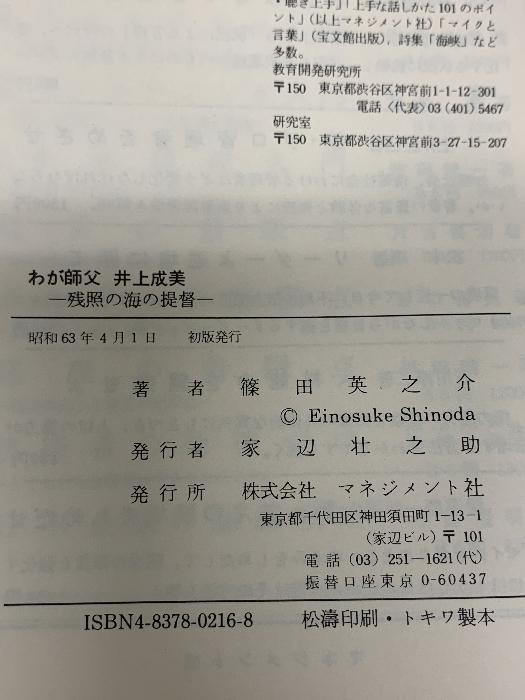 ・聴き上手」「上手な話しかた101のポイ
ント」(以上マネジメント社)「マイクと
言葉」(宝文館出版),詩集「海峡」など
多数。
教育開発研究所
〒150 東京都渋谷区神宮前1-1-12-301
電話〈代表〉03(401)5467
研究室
〒150 東京都渋谷区神宮前3-27-15-207
わが師父 井上成美
―残照の海の提督―
昭和63年4月1日 初版発行
著者 篠田英之介
© Einosuke Shinoda
発行者 家辺壮之助
発行所 株式会社 マネジメント社
東京都千代田区神田須田町1-13-1
(家辺ビル)〒101
電話(03)251-1621(代)
振替口座東京0-60437
ISBN4-8378-0216-8 松濤印刷・トキワ製本